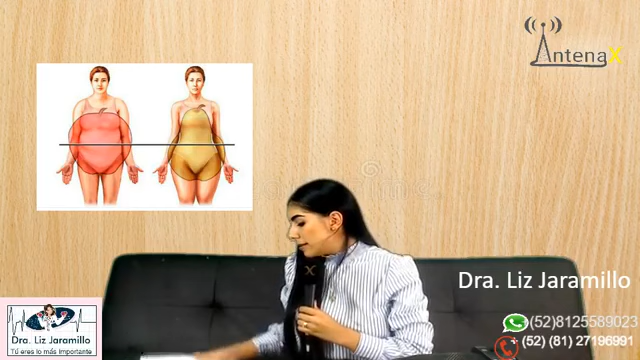 AntenaX
Dra. Liz Jaramillo
(52)8125589023
+ (52) (81) 27196991
Dra. Liz Jaramillo
Tú eres lo más importante